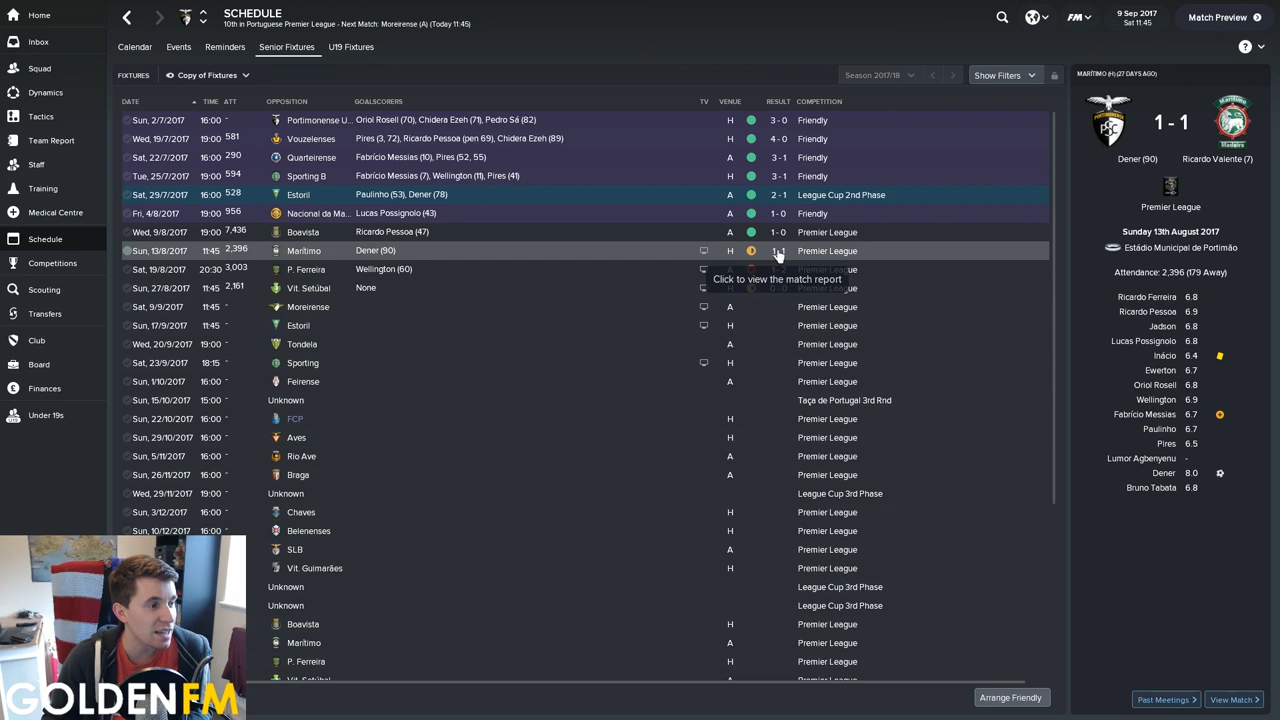 Home
SCHEDULE
10th in Portuguese Premier League - Next Match: Moreirense (A) (Today 11:45)
FM
9 Sep 2017
Sat 11:45
Match Preview
Inbox
Squad
Dynamics
Tactics
Team Report
Staff
Training
Medical Centre
Schedule
Competitions
Scouting
Transfers
Club
Board
Finances
Under 19s
Calendar Events Reminders Senior Fixtures U19 Fixtures
FIXTURES Copy of Fixtures Season 2017/18 Show Filters
DATE TIME ATT OPPOSITION GOALSCORERS TV VENUE RESULT COMPETITION
Sun, 2/7/2017 16:00 - Portimonense U... Oriol Rosell (70), Chidera Ezeh (71), Pedro Sá (82) H 3 - 0 Friendly
Wed, 19/7/2017 19:00 581 Vouzelenses Pires (3, 72), Ricardo Pessoa (pen 69), Chidera Ezeh (89) H 4 - 0 Friendly
Sat, 22/7/2017 16:00 290 Quarteirense Fabrício Messias (10), Pires (52, 55) A 3 - 1 Friendly
Tue, 25/7/2017 19:00 594 Sporting B Fabrício Messias (7), Wellington (11), Pires (41) H 3 - 1 Friendly
Sat, 29/7/2017 16:00 528 Estoril Paulinho (53), Dener (78) A 2 - 1 League Cup 2nd Phase
Fri, 4/8/2017 19:00 956 Nacional da Ma... Lucas Possignolo (43) A 1 - 0 Friendly
Wed, 9/8/2017 19:00 7,436 Boavista Ricardo Pessoa (47) A 1 - 0 Premier League
Sun, 13/8/2017 11:45 2,396 Marítimo Dener (90) H 1 - 1 Premier League
Sat, 19/8/2017 20:30 3,003 P. Ferreira Wellington (60) A 1 - 2 Premier League
Click to view the match report
Sun, 27/8/2017 11:45 2,161 Vit. Setúbal None H 0 - 0 Premier League
Sat, 9/9/2017 11:45 - Moreirense A Premier League
Sun, 17/9/2017 11:45 - Estoril H Premier League
Wed, 20/9/2017 19:00 - Tondela A Premier League
Sat, 23/9/2017 18:15 - Sporting H Premier League
Sun, 1/10/2017 16:00 - Feirense A Premier League
Sun, 15/10/2017 15:00 - Unknown Taça de Portugal 3rd Rnd
Sun, 22/10/2017 16:00 - FCP H Premier League
Sun, 29/10/2017 16:00 - Aves H Premier League
Sun, 5/11/2017 16:00 - Rio Ave A Premier League
Sun, 26/11/2017 16:00 - Braga A Premier League
Wed, 29/11/2017 19:00 - Unknown League Cup 3rd Phase
Sun, 3/12/2017 16:00 - Chaves H Premier League
Sun, 10/12/2017 16:00 - Belenenses H Premier League
SLB A Premier League
Vit. Guimarães H Premier League
Unknown League Cup 3rd Phase
Unknown League Cup 3rd Phase
Boavista H Premier League
Marítimo A Premier League
P. Ferreira H Premier League
Arrange Friendly
MARÍTIMO (H) (27 DAYS AGO)
1 - 1
Dener (90) Ricardo Valente (7)
Premier League
Sunday 13th August 2017
Estádio Municipal de Portimão
Attendance: 2,396 (179 Away)
Ricardo Ferreira 6.8
Ricardo Pessoa 6.9
Jadson 6.8
Lucas Possignolo 6.8
Inácio 6.4
Ewerton 6.7
Oriol Rosell 6.8
Wellington 6.9
Fabrício Messias 6.7
Paulinho 6.7
Pires 6.5
Lumor Agbenyenu -
Dener 8.0
Bruno Tabata 6.8
Past Meetings View Match
GOLDENFM